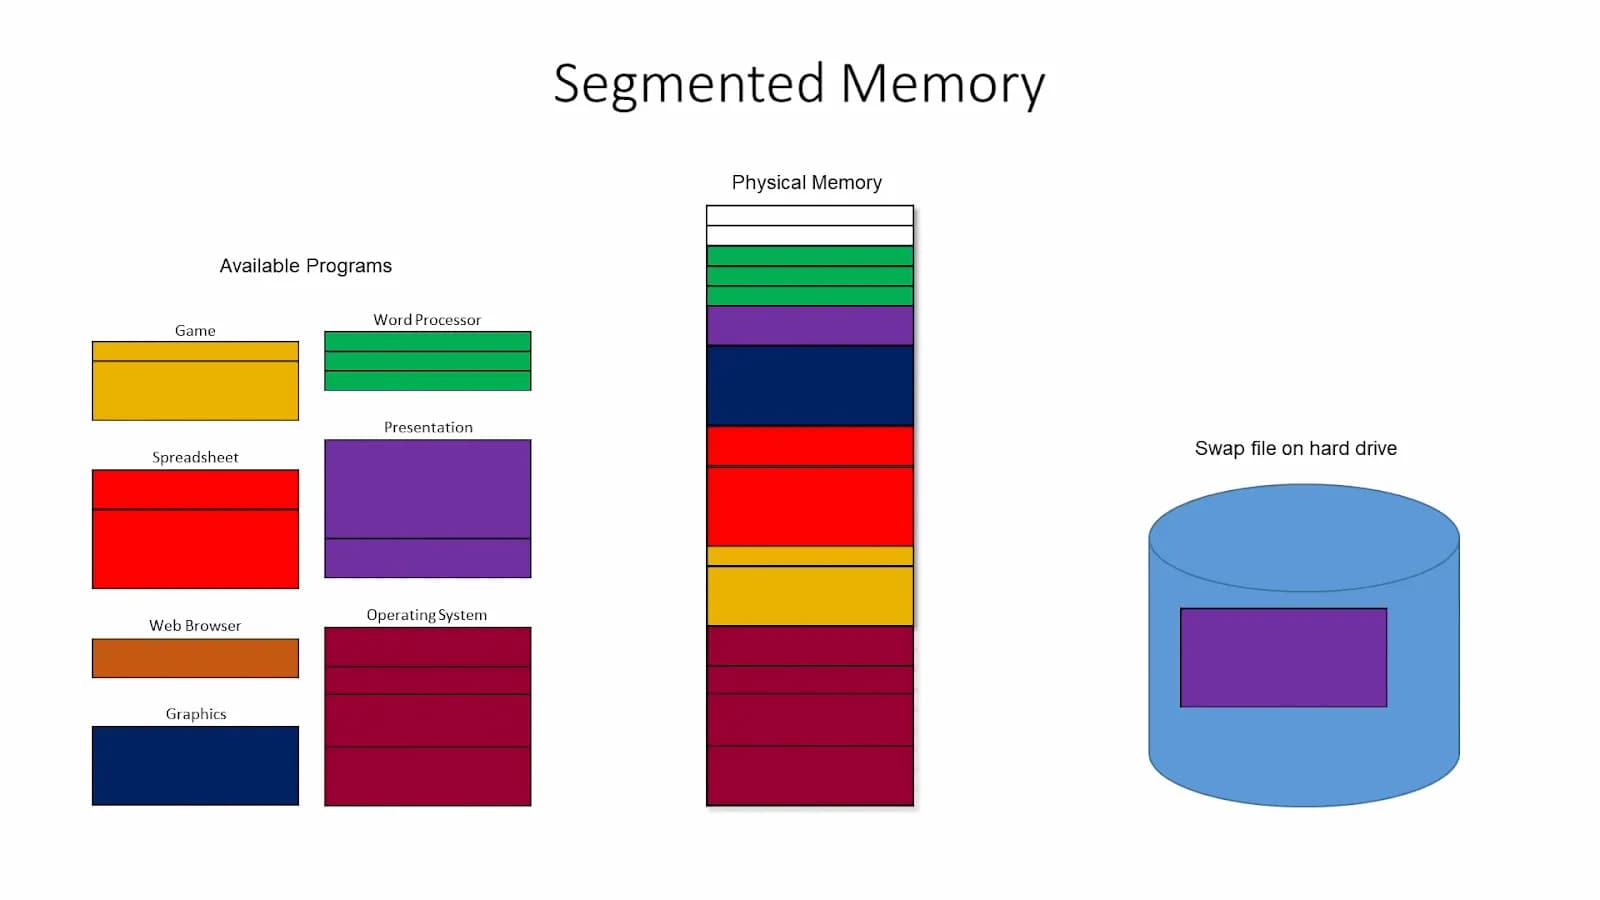 Segmented Memory
Physical Memory
Available Programs
Game
Word Processor
Spreadsheet
Presentation
Web Browser
Operating System
Graphics
Swap file on hard drive